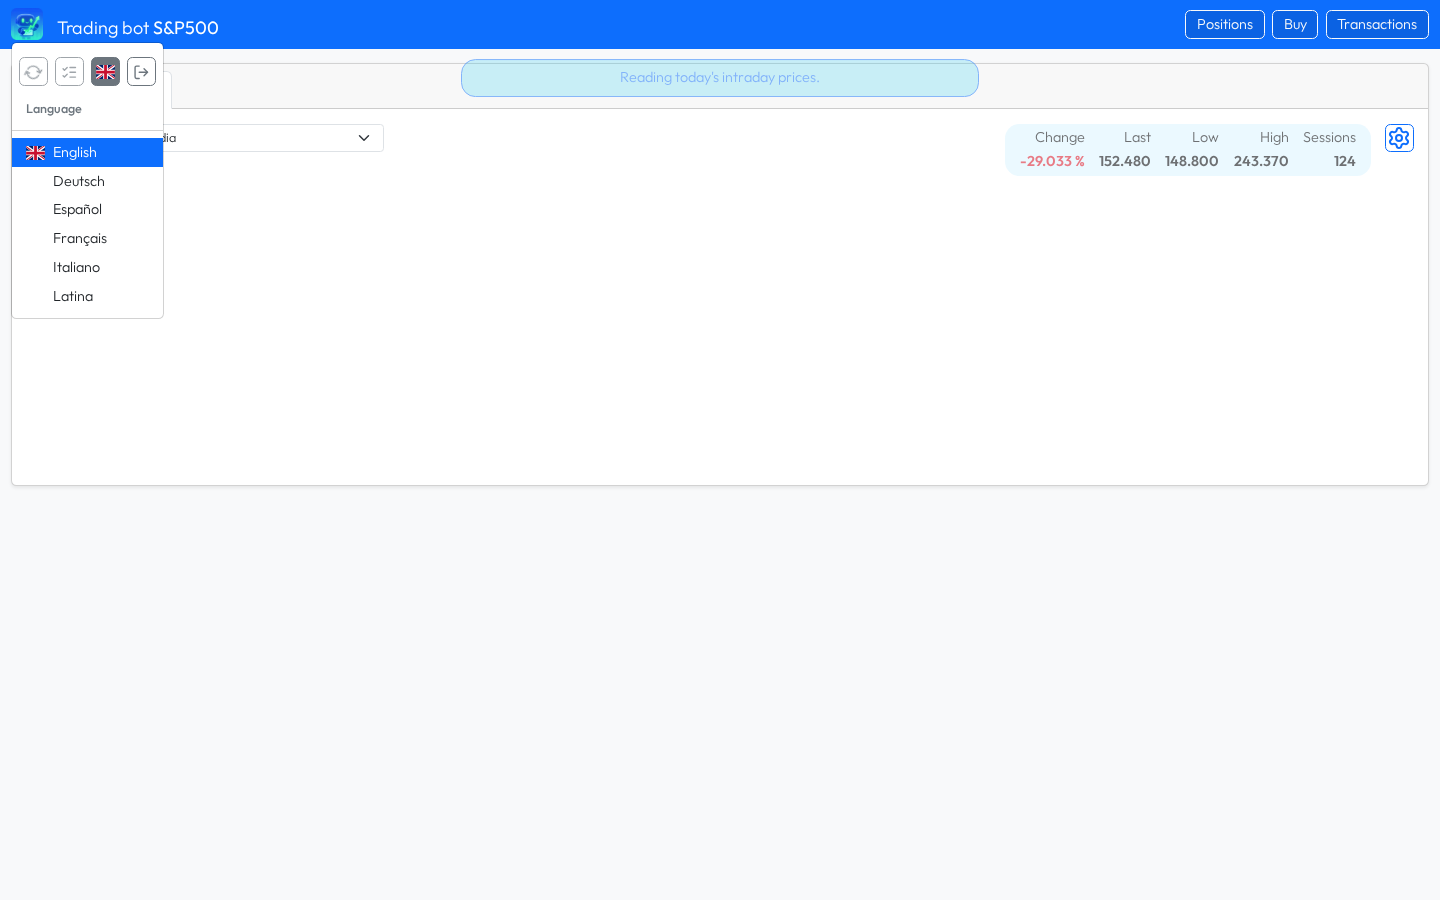 Trading bot S&P500
Positions
Buy
Transactions
Reading today's intraday prices.
Language
English
Deutsch
Español
Français
Italiano
Latina
Change Last Low High Sessions
-29.033 % 152.480 148.800 243.370 124